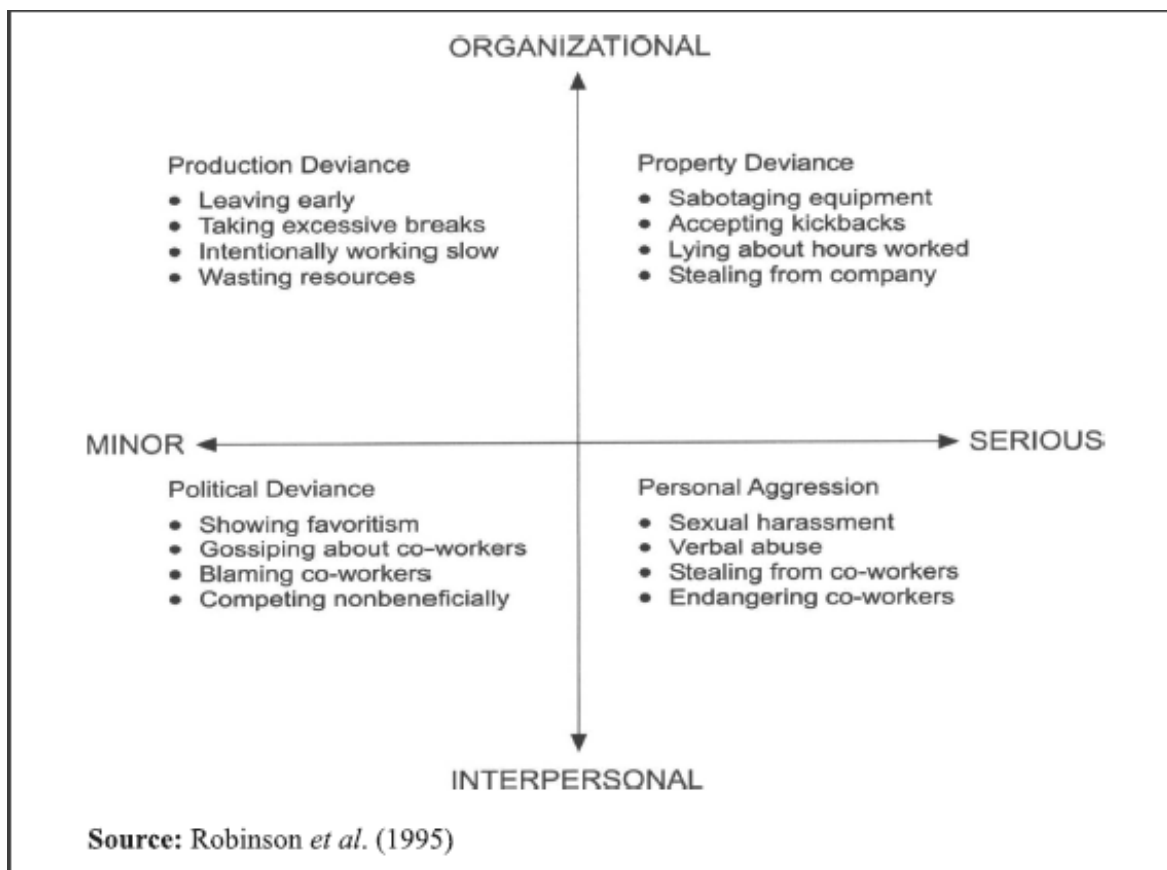 ORGANIZATIONAL
Production Deviance
• Leaving early
• Taking excessive breaks
• Intentionally working slow
• Wasting resources
Property Deviance
• Sabotaging equipment
• Accepting kickbacks
• Lying about hours worked
• Stealing from company
MINOR
SERIOUS
Political Deviance
• Showing favoritism
• Gossiping about co-workers
• Blaming co-workers
• Competing nonbeneficially
Personal Aggression
• Sexual harassment
• Verbal abuse
• Stealing from co-workers
• Endangering co-workers
INTERPERSONAL
Source: Robinson et al. (1995)